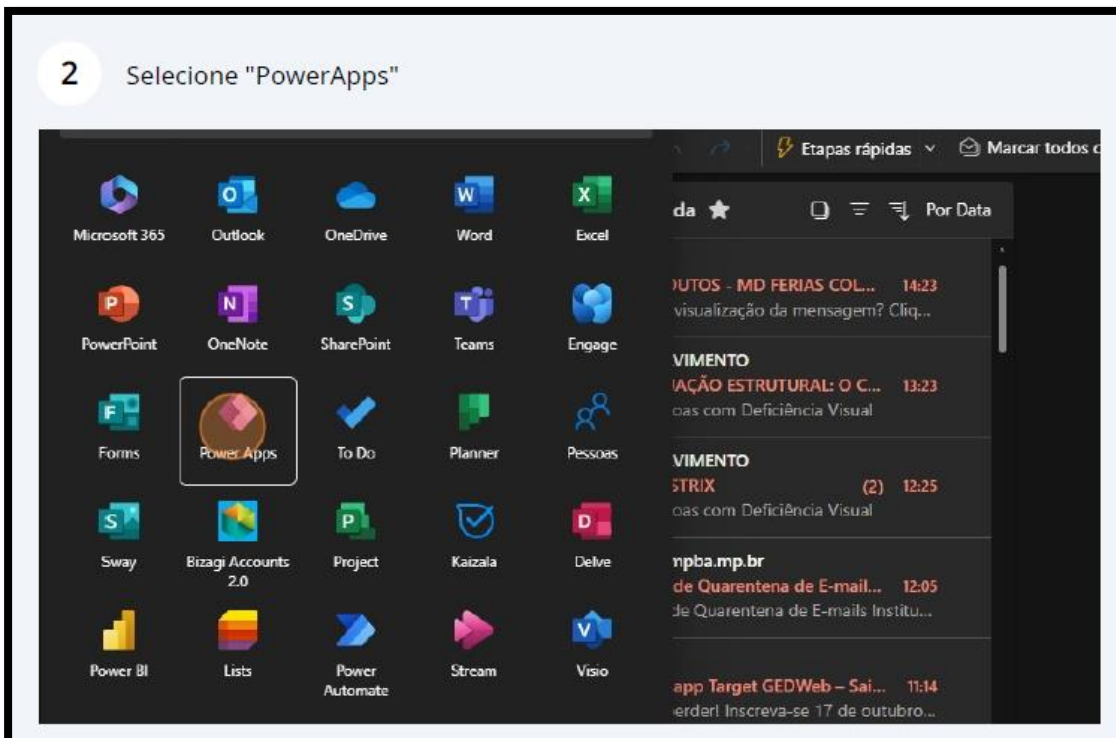 2 Selecione "PowerApps"
Etapas rápidas
Marcar todos c
Microsoft 365
Outlook
OneDrive
Word
Excel
PowerPoint
OneNote
SharePoint
Teams
Engage
Forms
Power Apps
To Do
Planner
Pessoas
Sway
Bizagi Accounts
2.0
Project
Kaizala
Delve
Power BI
Lists
Power
Automate
Stream
Visio
da
Por Data
UTOS - MD FERIAS COL... 14:23
visualização da mensagem? Cliq...
VIMENTO
AÇÃO ESTRUTURAL: O C... 13:23
oas com Deficiência Visual
VIMENTO
STRIX (2) 12:25
oas com Deficiência Visual
mpba.mp.br
de Quarentena de E-mail... 12:05
de Quarentena de E-mails Institu...
app Target GEDWeb – Sai... 11:14
erder! Inscreva-se 17 de outubro...